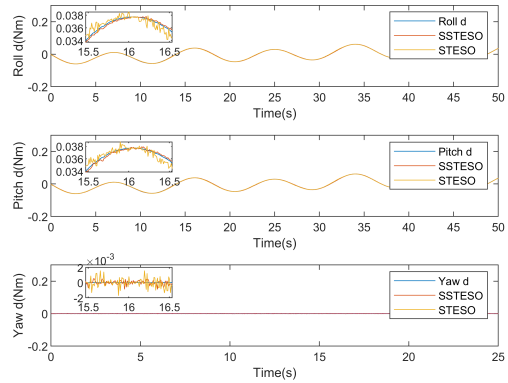 0.2
0
-0.2
Roll d(Nm)
0.038
0.036
0.034
15.5 16 16.5
Roll d
SSTESO
STESO
0 5 10 15 20 25 30 35 40 45 50
Time(s)
0.2
0
-0.2
Pitch d(Nm)
0.038
0.036
0.034
15.5 16 16.5
Pitch d
SSTESO
STESO
0 5 10 15 20 25 30 35 40 45 50
Time(s)
0.2
0
-0.2
Yaw d(Nm)
×10⁻³
2
0
-2
15.5 16 16.5
Yaw d
SSTESO
STESO
0 5 10 15 20 25
Time(s)